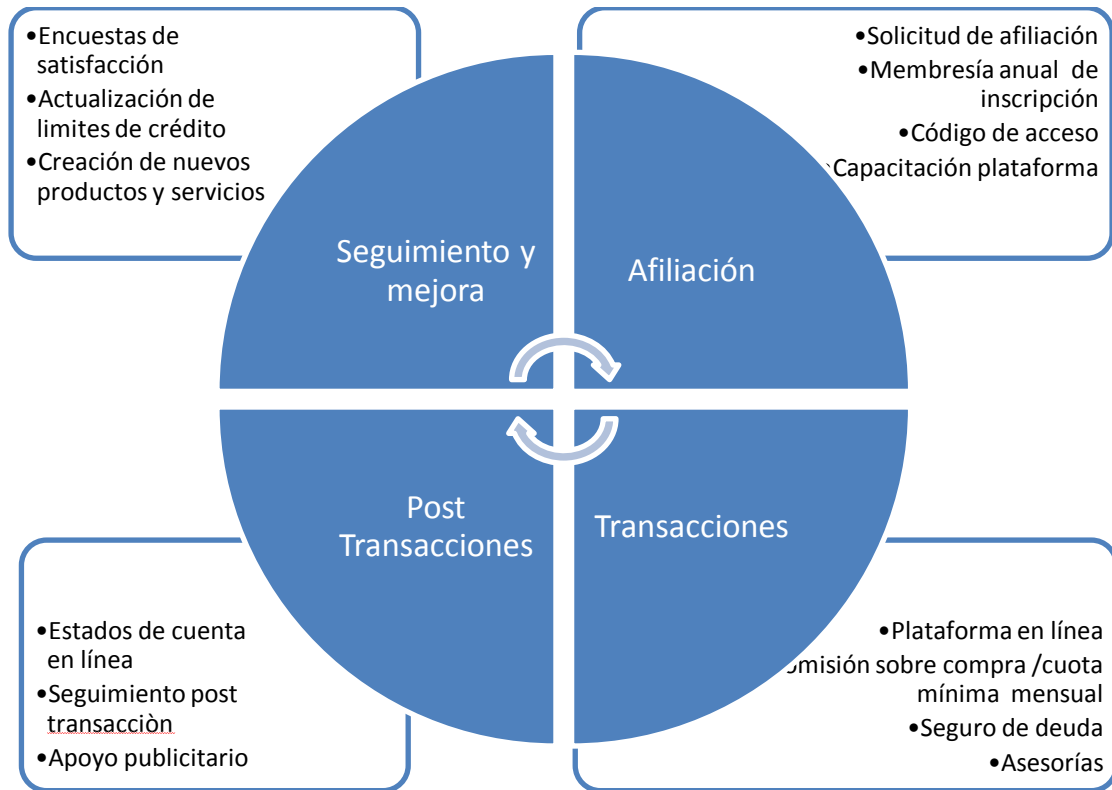 •Encuestas de
satisfacción
•Actualización de
limites de crédito
•Creación de nuevos
productos y servicios
•Solicitud de afiliación
•Membresía anual de
inscripción
•Código de acceso
•Capacitación plataforma
Seguimiento y
mejora
Afiliación
Post
Transacciones
Transacciones
•Estados de cuenta
en línea
•Seguimiento post
transacciòn
•Apoyo publicitario
•Plataforma en línea
omisión sobre compra /cuota
mínima mensual
•Seguro de deuda
•Asesorías